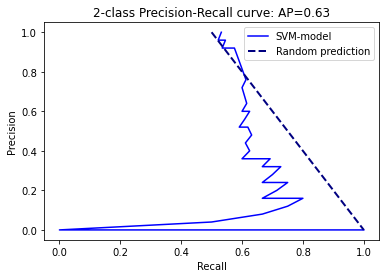 2-class Precision-Recall curve: AP=0.63
1.0
0.8
0.6
0.4
0.2
0.0
Precision
SVM-model
Random prediction
0.0 0.2 0.4 0.6 0.8 1.0
Recall